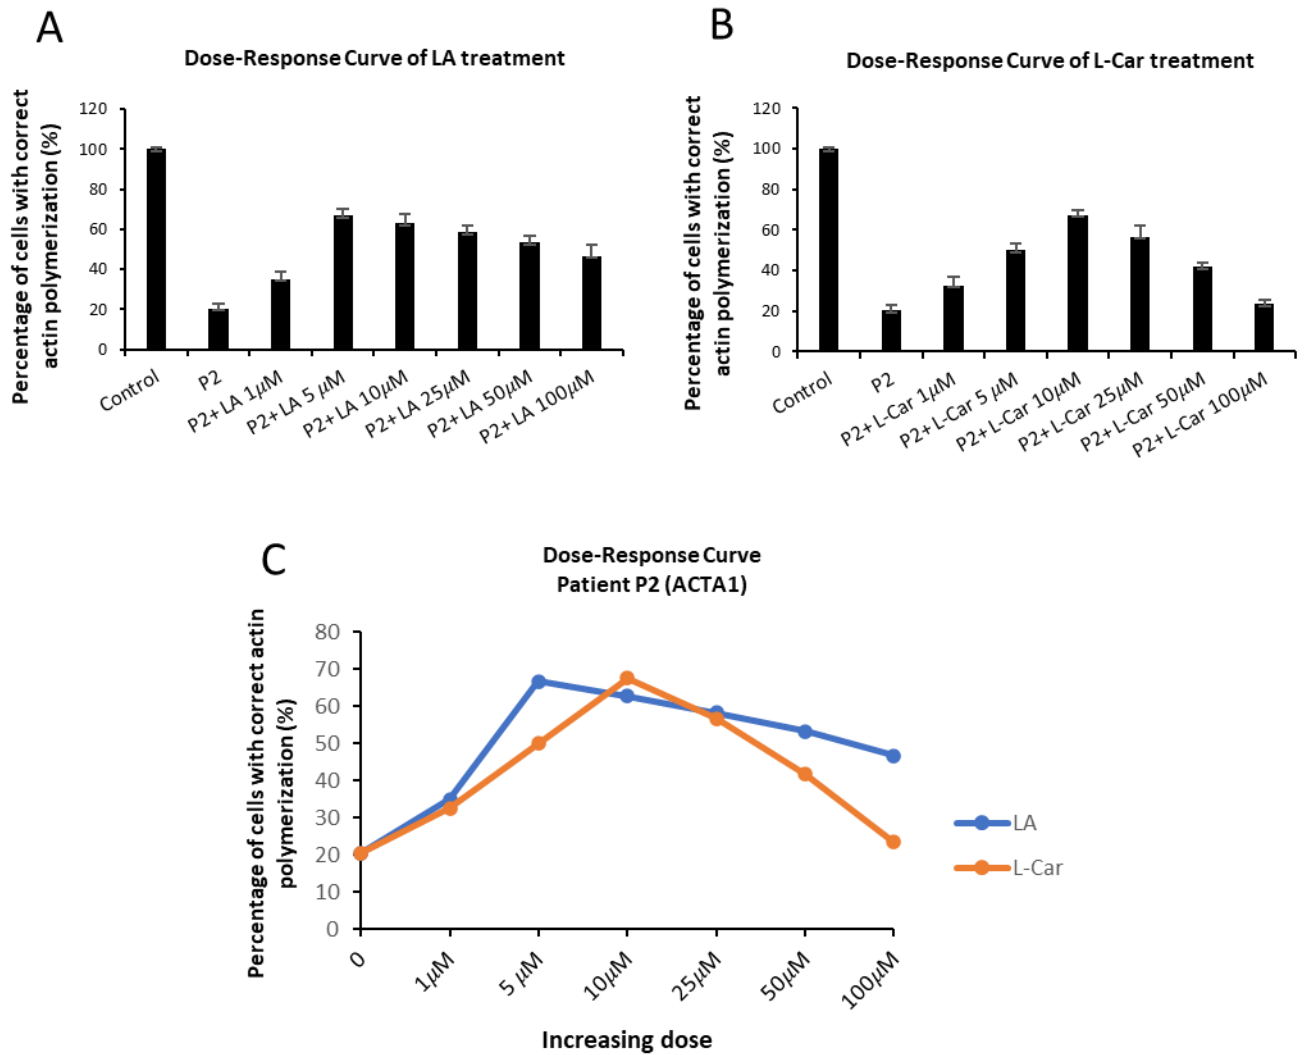 A
Dose-Response Curve of LA treatment
Percentage of cells with correct
actin polymerization (%)
120
100
80
60
40
20
0
Control
P2
P2+ LA 1µM
P2+ LA 5 µM
P2+ LA 10µM
P2+ LA 25µM
P2+ LA 50µM
P2+ LA 100µM
B
Dose-Response Curve of L-Car treatment
Percentage of cells with correct
actin polymerization (%)
120
100
80
60
40
20
0
Control
P2
P2+ L-Car 1µM
P2+ L-Car 5 µM
P2+ L-Car 10µM
P2+ L-Car 25µM
P2+ L-Car 50µM
P2+ L-Car 100µM
C
Dose-Response Curve
Patient P2 (ACTA1)
Percentage of cells with correct actin
polymerization (%)
80
70
60
50
40
30
20
10
0
0
1µM
5 µM
10µM
25µM
50µM
100µM
Increasing dose
LA
L-Car